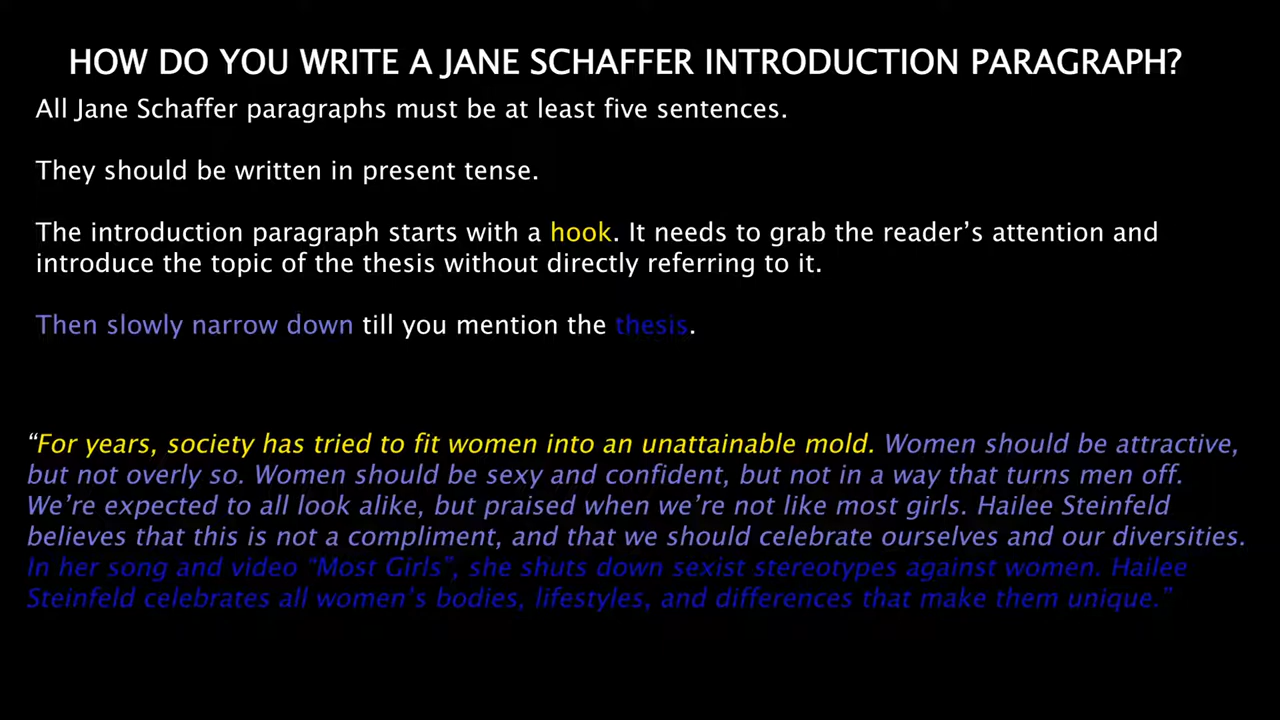 HOW DO YOU WRITE A JANE SCHAFFER INTRODUCTION PARAGRAPH?
All Jane Schaffer paragraphs must be at least five sentences.
They should be written in present tense.
The introduction paragraph starts with a hook. It needs to grab the reader’s attention and
introduce the topic of the thesis without directly referring to it.
Then slowly narrow down till you mention the thesis.
“For years, society has tried to fit women into an unattainable mold. Women should be attractive,
but not overly so. Women should be sexy and confident, but not in a way that turns men off.
We’re expected to all look alike, but praised when we’re not like most girls. Hailee Steinfeld
believes that this is not a compliment, and that we should celebrate ourselves and our diversities.
In her song and video “Most Girls”, she shuts down sexist stereotypes against women. Hailee
Steinfeld celebrates all women’s bodies, lifestyles, and differences that make them unique.”